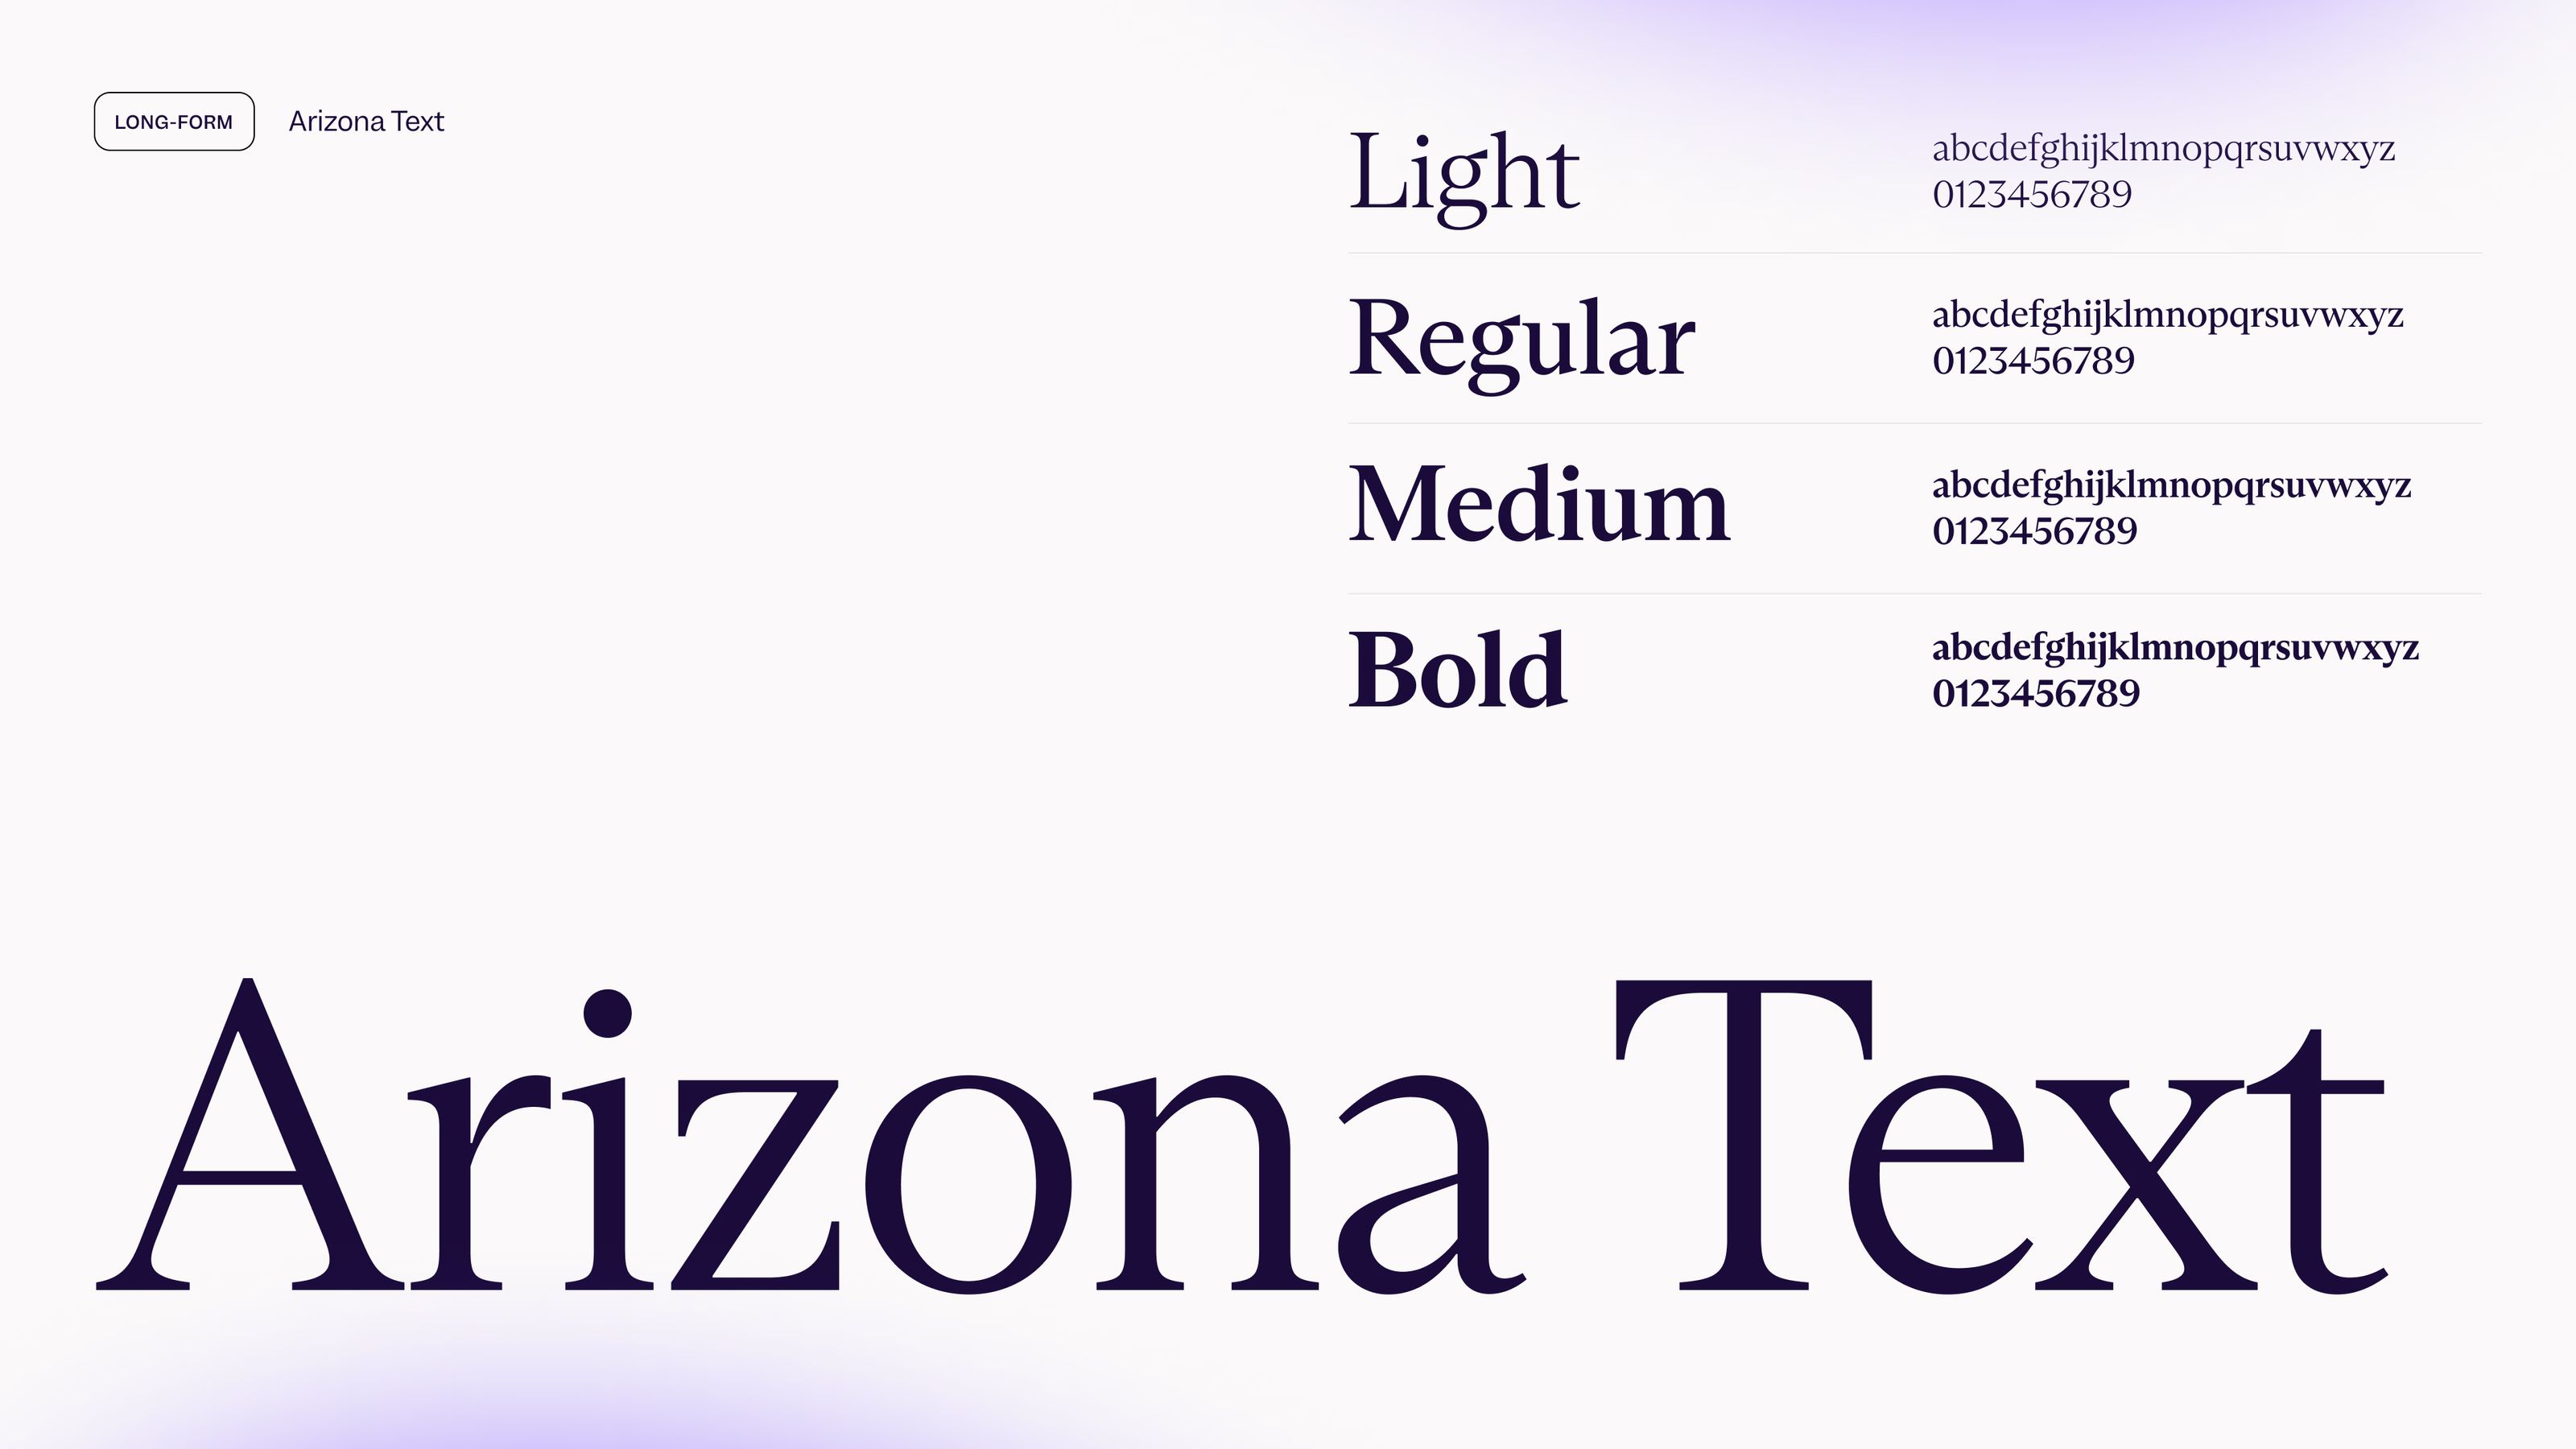 LONG-FORM Arizona Text
Light
abcdefghijklmnopqrsuvwxyz
0123456789
Regular
abcdefghijklmnopqrsuvwxyz
0123456789
Medium
abcdefghijklmnopqrsuvwxyz
0123456789
Bold
abcdefghijklmnopqrsuvwxyz
0123456789
Arizona Text